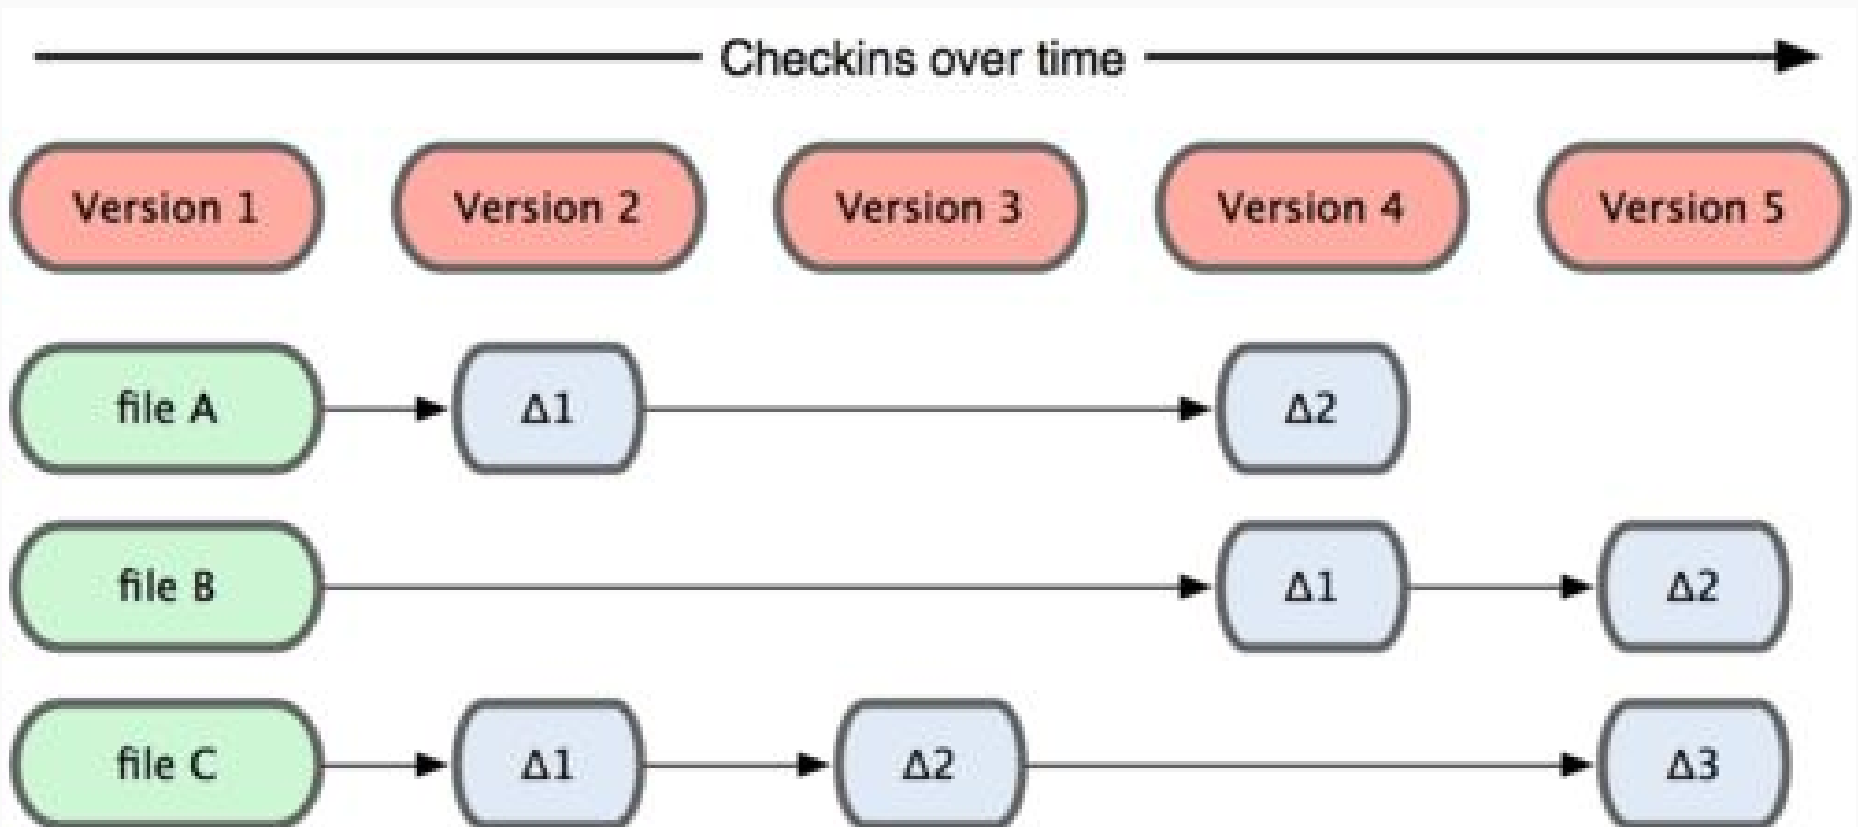 Checkins over time
Version 1 Version 2 Version 3 Version 4 Version 5
file A Δ1 Δ2
file B Δ1 Δ2
file C Δ1 Δ2 Δ3